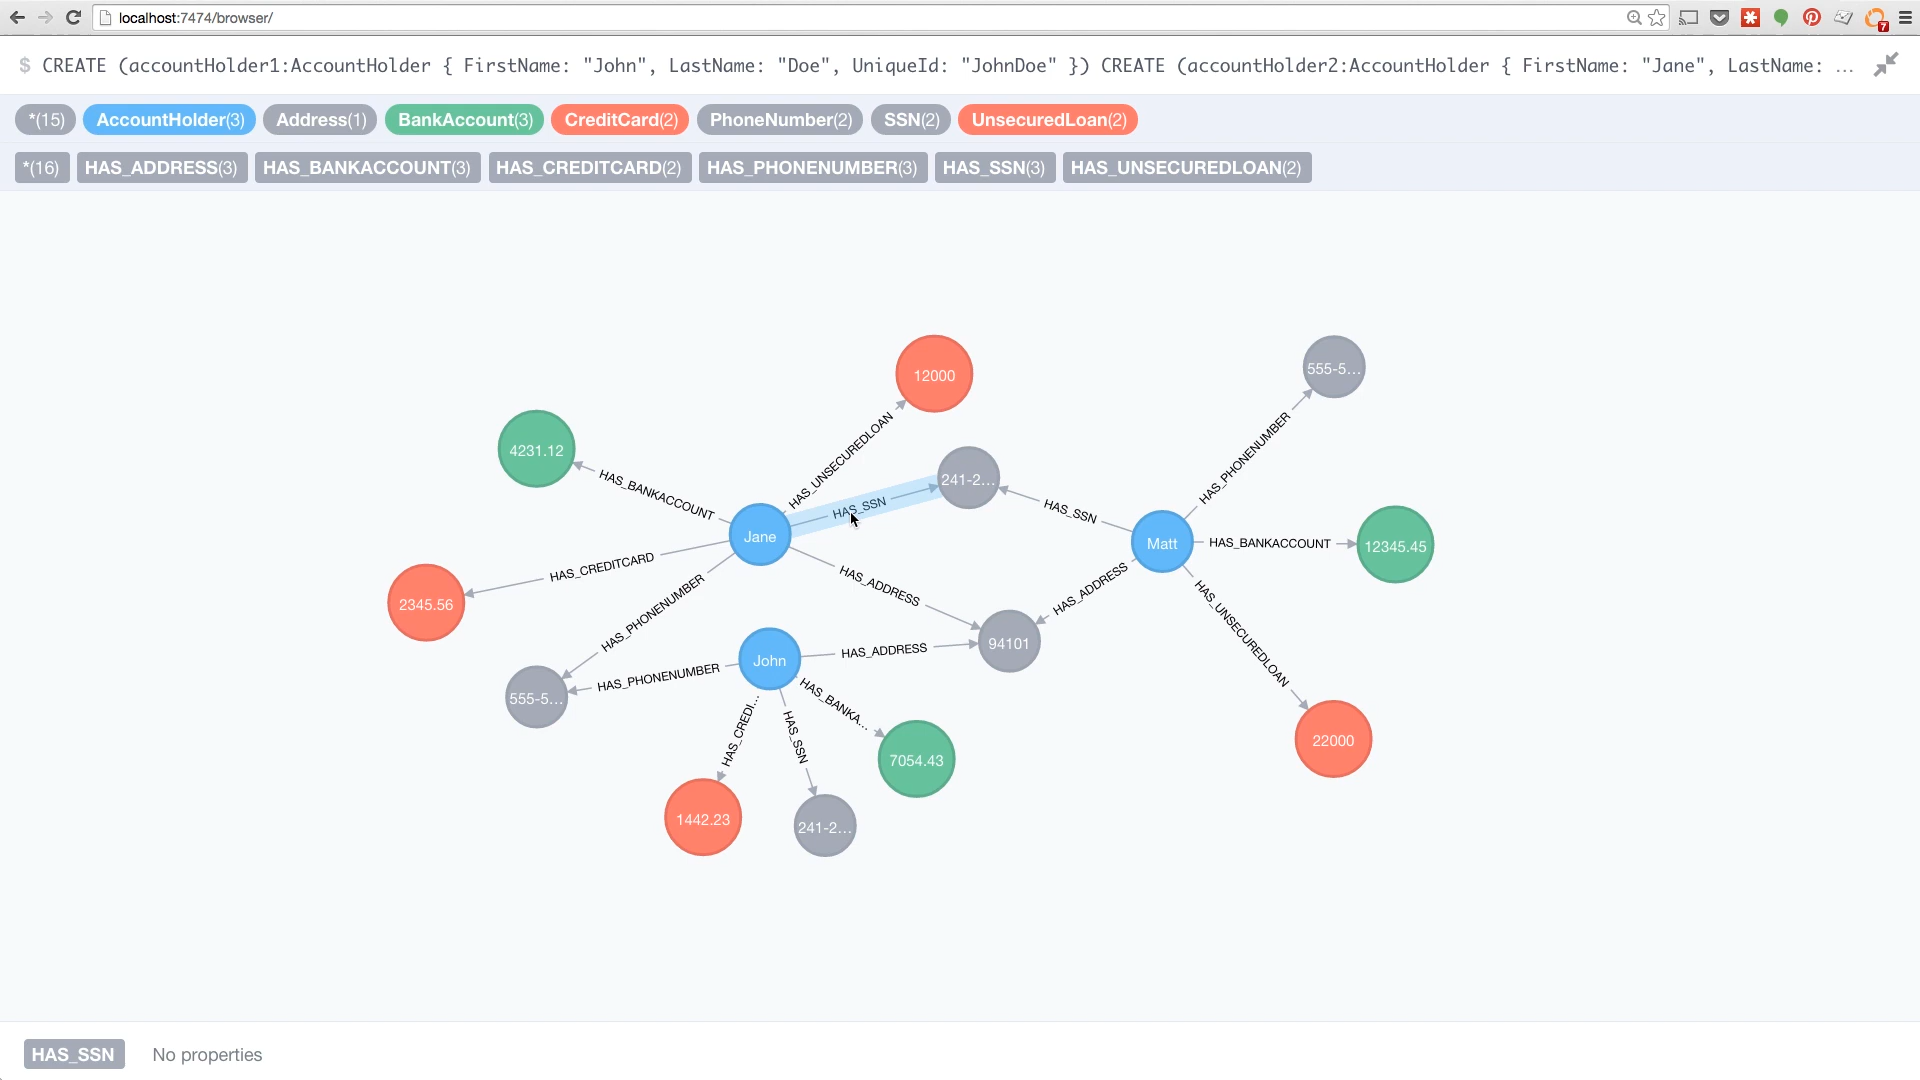 localhost:7474/browser/
7
$ CREATE (accountHolder1:AccountHolder { FirstName: "John", LastName: "Doe", UniqueId: "JohnDoe" }) CREATE (accountHolder2:AccountHolder { FirstName: "Jane", LastName: ...
*(15) AccountHolder(3) Address(1) BankAccount(3) CreditCard(2) PhoneNumber(2) SSN(2) UnsecuredLoan(2)
*(16) HAS_ADDRESS(3) HAS_BANKACCOUNT(3) HAS_CREDITCARD(2) HAS_PHONENUMBER(3) HAS_SSN(3) HAS_UNSECUREDLOAN(2)
12000
555-5...
4231.12
HAS_UNSECUREDLOAN
HAS_PHONENUMBER
241-2...
HAS_BANKACCOUNT
HAS_SSN
HAS_SSN
Jane
Matt
HAS_BANKACCOUNT
12345.45
HAS_CREDITCARD
HAS_ADDRESS
HAS_ADDRESS
2345.56
HAS_PHONENUMBER
HAS_UNSECUREDLOAN
94101
John
HAS_ADDRESS
HAS_PHONENUMBER
555-5...
HAS_BANKA...
HAS_CREDI...
HAS_SSN
22000
7054.43
1442.23
241-2...
HAS_SSN No properties